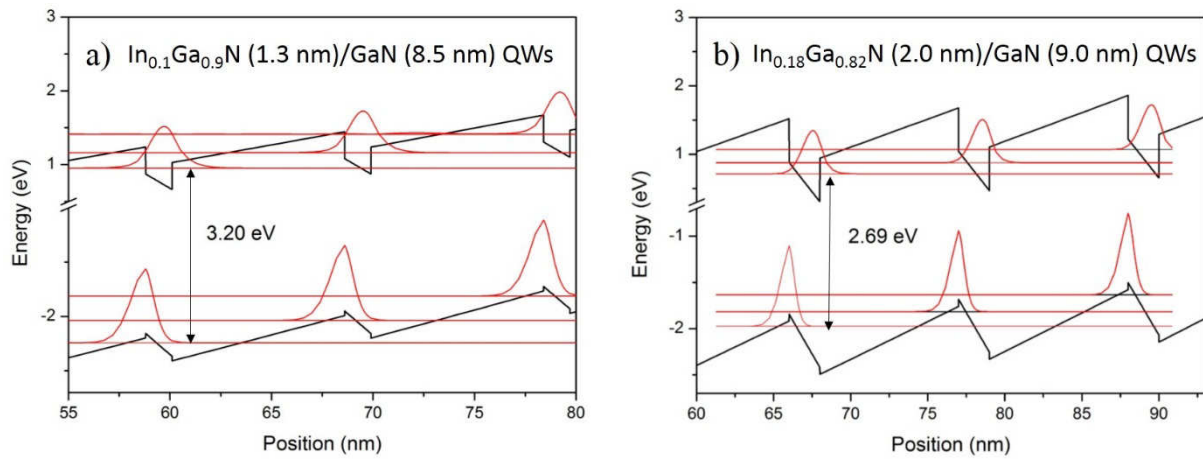 a) In0.1Ga0.9N (1.3 nm)/GaN (8.5 nm) QWs
3
2
1
-2
Energy (eV)
3.20 eV
55 60 65 70 75 80
Position (nm)
b) In0.18Ga0.82N (2.0 nm)/GaN (9.0 nm) QWs
3
2
1
-1
-2
Energy (eV)
2.69 eV
60 65 70 75 80 85 90
Position (nm)